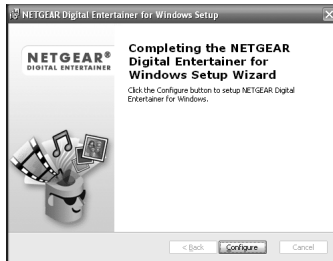 NETGEAR Digital Entertainer for Windows Setup
NETGEAR®
DIGITAL ENTERTAINER
Completing the NETGEAR
Digital Entertainer for
Windows Setup Wizard
Click the Configure button to setup NETGEAR Digital
Entertainer for Windows.
< Back
Configure
Cancel